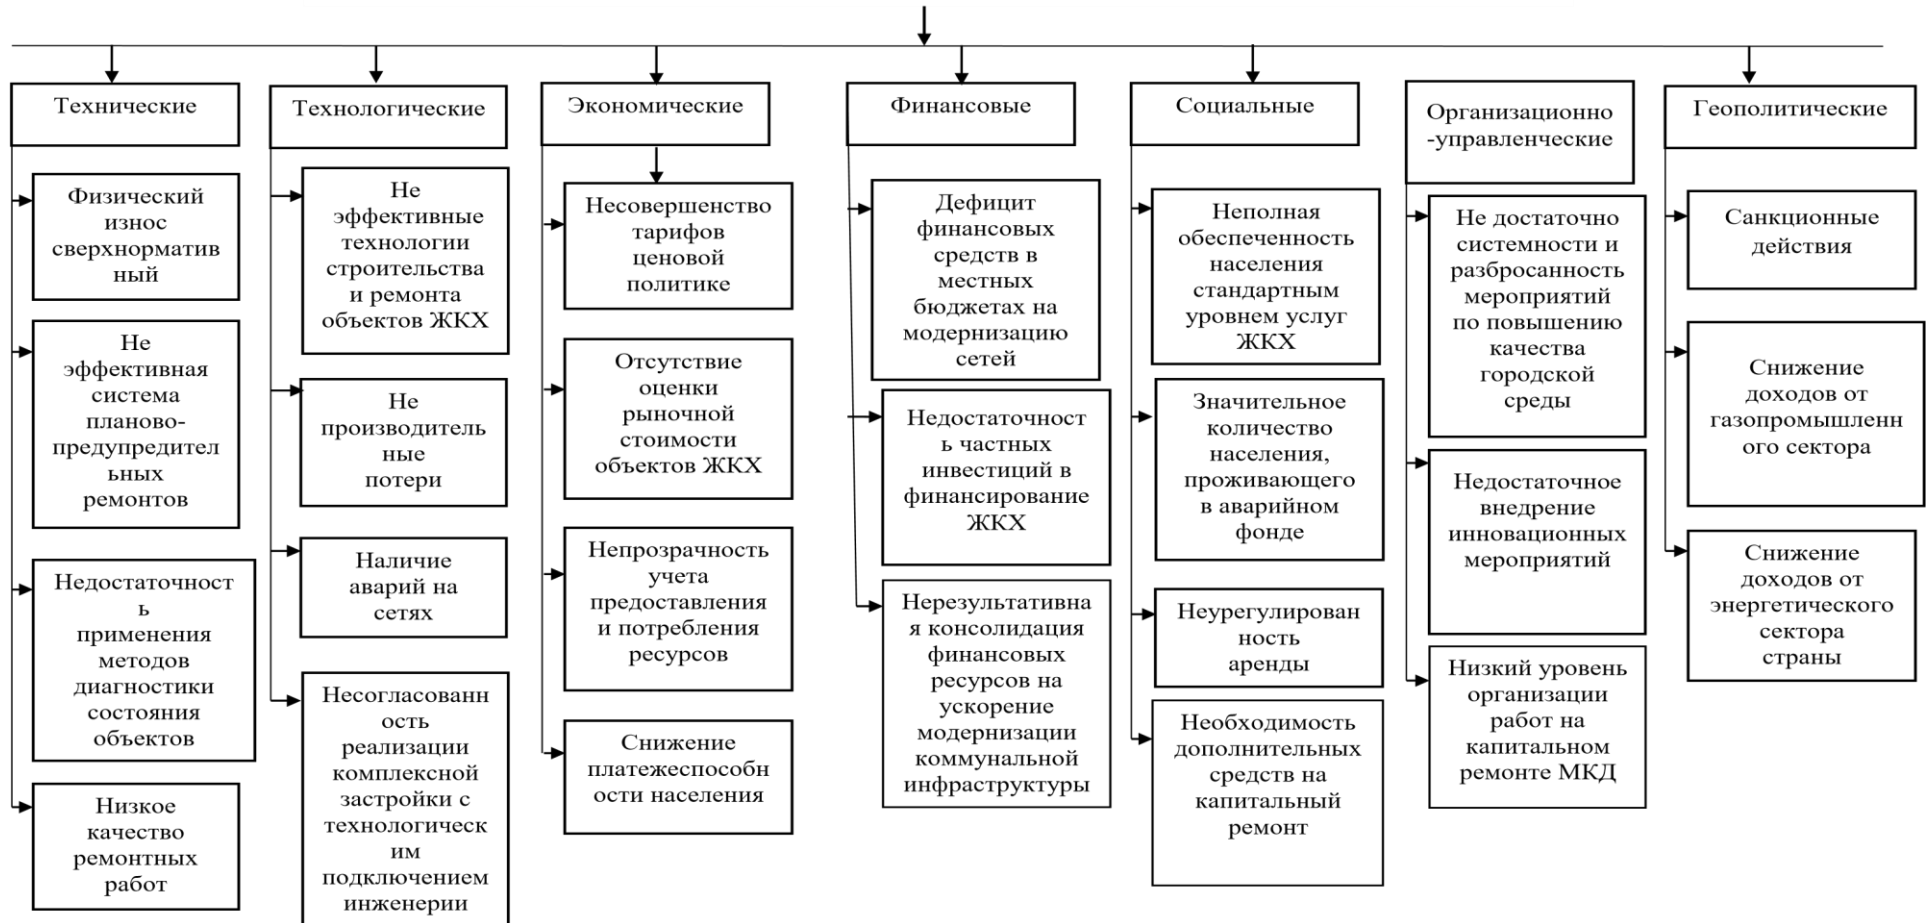 Технические
Физический
износ
сверхнорматив
ный
Не
эффективная
система
планово-
предупредител
ьных
ремонтов
Недостаточност
ь
применения
методов
диагностики
состояния
объектов
Низкое
качество
ремонтных
работ
Технологические
Не
эффективные
технологии
строительства
и ремонта
объектов ЖКХ
Не
производитель
ные
потери
Наличие
аварий на
сетях
Несогласованн
ость
реализации
комплексной
застройки с
технологическ
им
подключением
инженерии
Экономические
Несовершенство
тарифов
ценовой
политике
Отсутствие
оценки
рыночной
стоимости
объектов ЖКХ
Непрозрачность
учета
предоставления
и потребления
ресурсов
Снижение
платежеспособн
ости населения
Финансовые
Дефицит
финансовых
средств в
местных
бюджетах на
модернизацию
сетей
Недостаточност
ь частных
инвестиций в
финансирование
ЖКХ
Нерезультативна
я консолидация
финансовых
ресурсов на
ускорение
модернизации
коммунальной
инфраструктуры
Социальные
Неполная
обеспеченность
населения
стандартным
уровнем услуг
ЖКХ
Значительное
количество
населения,
проживающего
в аварийном
фонде
Неурегулирован
ность
аренды
Необходимость
дополнительных
средств на
капитальный
ремонт
Организационно
-управленческие
Не достаточно
системности и
разбросанность
мероприятий
по повышению
качества
городской
среды
Недостаточное
внедрение
инновационных
мероприятий
Низкий уровень
организации
работ на
капитальном
ремонте МКД
Геополитические
Санкционные
действия
Снижение
доходов от
газопромышленн
ого сектора
Снижение
доходов от
энергетического
сектора
страны